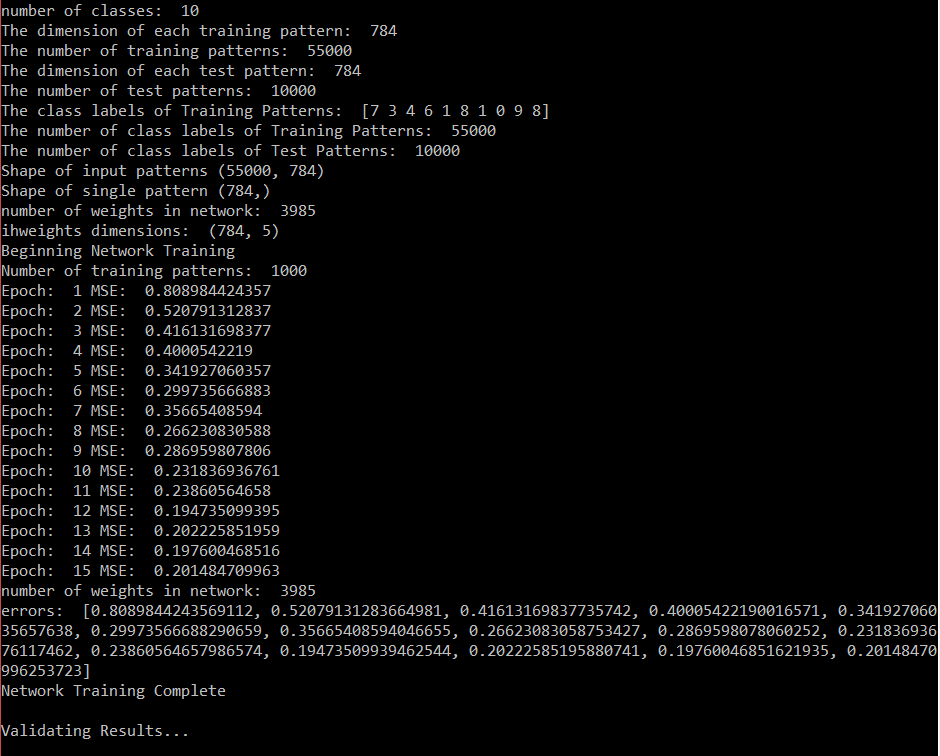 number of classes:  10
The dimension of each training pattern:  784
The number of training patterns:  55000
The dimension of each test pattern:  784
The number of test patterns:  10000
The class labels of Training Patterns:  [7 3 4 6 1 8 1 0 9 8]
The number of class labels of Training Patterns:  55000
The number of class labels of Test Patterns:  10000
Shape of input patterns (55000, 784)
Shape of single pattern (784,)
number of weights in network:  3985
ihweights dimensions:  (784, 5)
Beginning Network Training
Number of training patterns:  1000
Epoch:  1 MSE:  0.808984424357
Epoch:  2 MSE:  0.520791312837
Epoch:  3 MSE:  0.416131698377
Epoch:  4 MSE:  0.4000542219
Epoch:  5 MSE:  0.341927060357
Epoch:  6 MSE:  0.299735666883
Epoch:  7 MSE:  0.35665408594
Epoch:  8 MSE:  0.266230830588
Epoch:  9 MSE:  0.286959807806
Epoch:  10 MSE:  0.231836936761
Epoch:  11 MSE:  0.23860564658
Epoch:  12 MSE:  0.194735099395
Epoch:  13 MSE:  0.202225851959
Epoch:  14 MSE:  0.197600468516
Epoch:  15 MSE:  0.201484709963
number of weights in network:  3985
errors:  [0.8089844243569112, 0.52079131283664981, 0.41613169837735742, 0.40005422190016571, 0.341927060
35657638, 0.29973566688290659, 0.35665408594046655, 0.26623083058753427, 0.2869598078060252, 0.231836936
76117462, 0.23860564657986574, 0.19473509939462544, 0.20222585195880741, 0.19760046851621935, 0.20148470
996253723]
Network Training Complete
Validating Results...